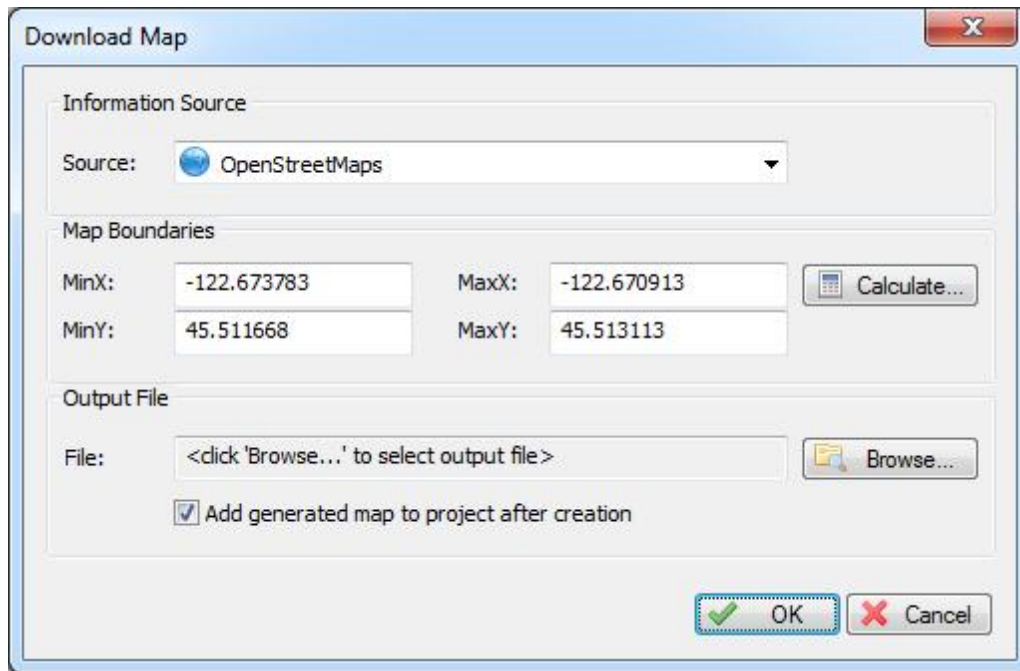 Download Map
Information Source
Source: OpenStreetMaps
Map Boundaries
MinX: -122.673783 MaxX: -122.670913 Calculate...
MinY: 45.511668 MaxY: 45.513113
Output File
File: <click 'Browse...' to select output file> Browse...
Add generated map to project after creation
OK Cancel